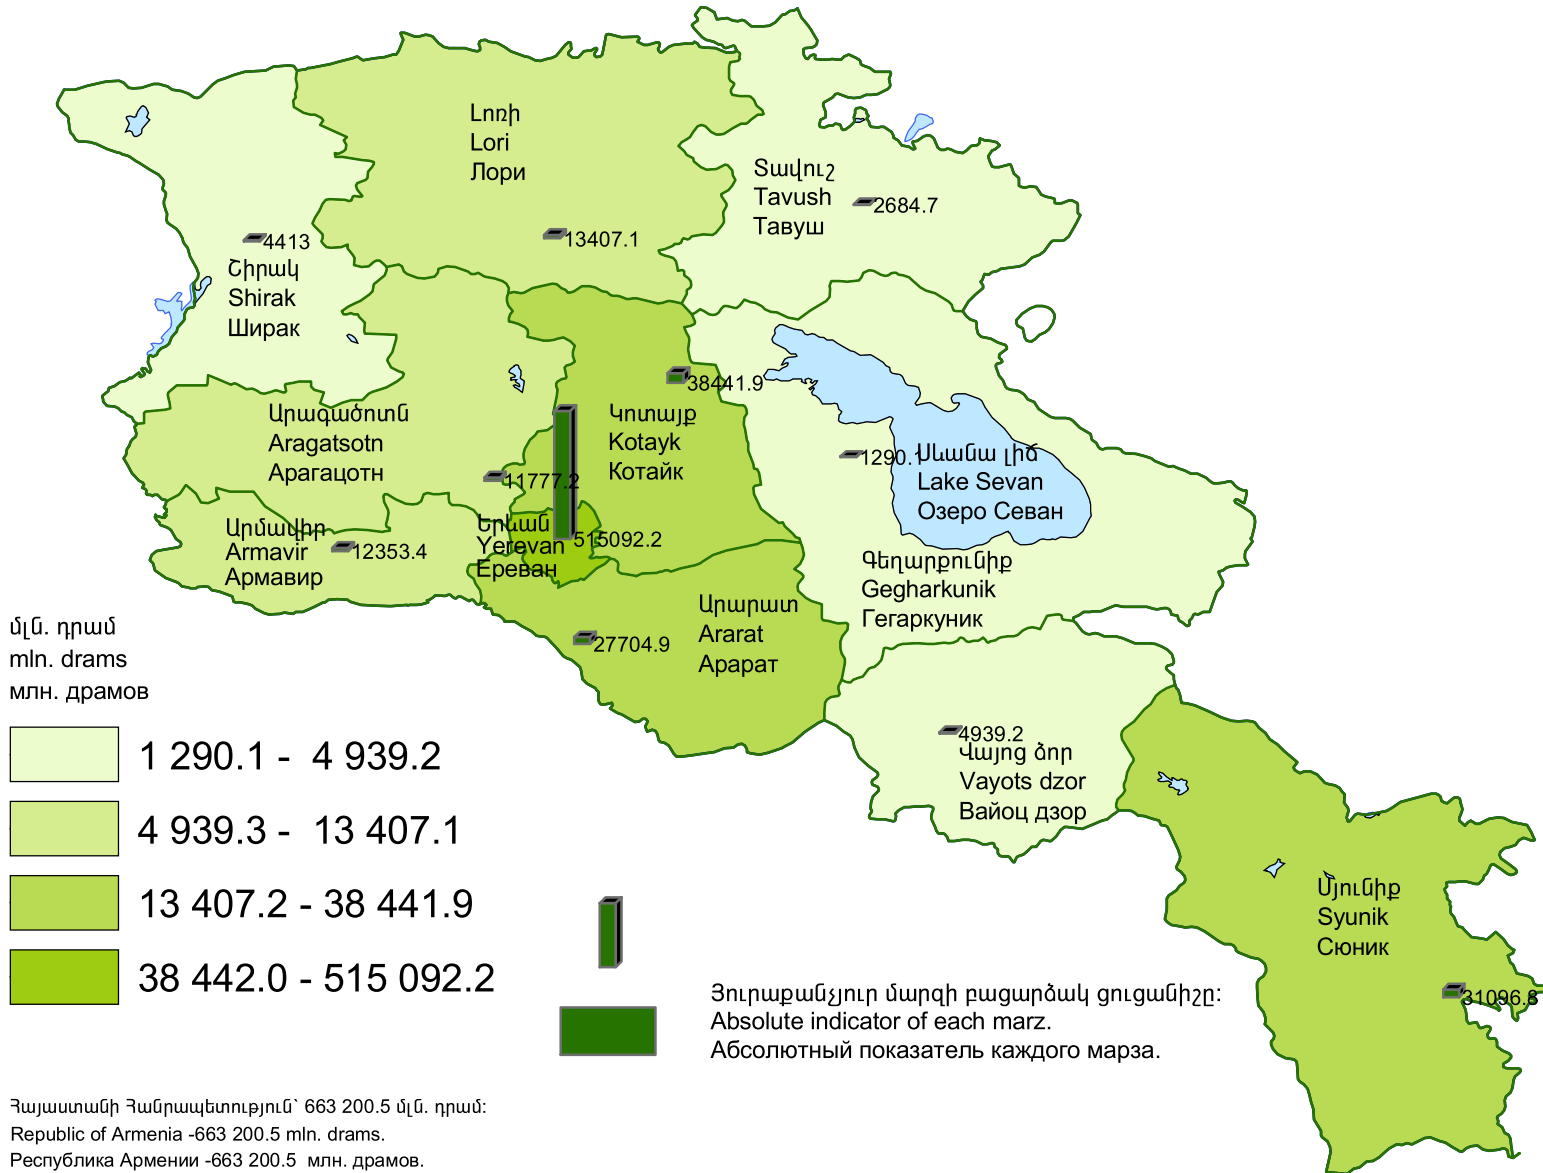 Լոռի
Lori
Лори
13407.1
Տավուշ
Tavush
Тавуш
2684.7
4413
Շիրակ
Shirak
Ширак
38441.9
Կոտայք
Kotayk
Котайк
Արագածոտն
Aragatsotn
Арагацотн
11777.2
1290.1
Սևանա լիճ
Lake Sevan
Озеро Севан
Արմավիր
Armavir
Армавир
12353.4
Երևան
Yerevan
Ереван
515092.2
Գեղարքունիք
Gegharkunik
Гегаркуник
Արարատ
Ararat
Арарат
27704.9
4939.2
Վայոց ձոր
Vayots dzor
Вайоц дзор
Սյունիք
Syunik
Сюник
31096.8
մլն. դրամ
mln. drams
млн. драмов
1 290.1 - 4 939.2
4 939.3 - 13 407.1
13 407.2 - 38 441.9
38 442.0 - 515 092.2
Յուրաքանչյուր մարզի բացարձակ ցուցանիշը:
Absolute indicator of each marz.
Абсолютный показатель каждого марза.
Հայաստանի Հանրապետություն՝ 663 200.5 մլն. դրամ:
Republic of Armenia -663 200.5 mln. drams.
Республика Армении -663 200.5 млн. драмов.